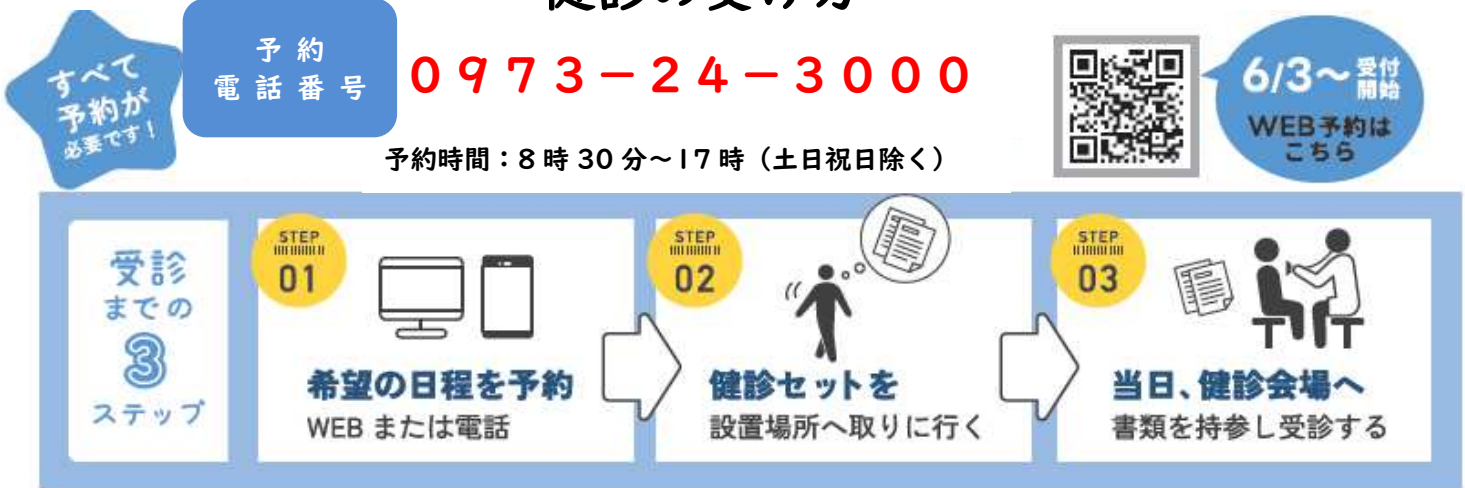 健診の受け方
すべて
予約が
必要です!
予約
電話番号
0973-24-3000
予約時間:8時30分~17時(土日祝日除く)
6/3~受付
開始
WEB予約は
こちら
受診
までの
3
ステップ
STEP
01
希望の日程を予約
WEB または電話
STEP
02
健診セットを
設置場所へ取りに行く
STEP
03
当日、健診会場へ
書類を持参し受診する